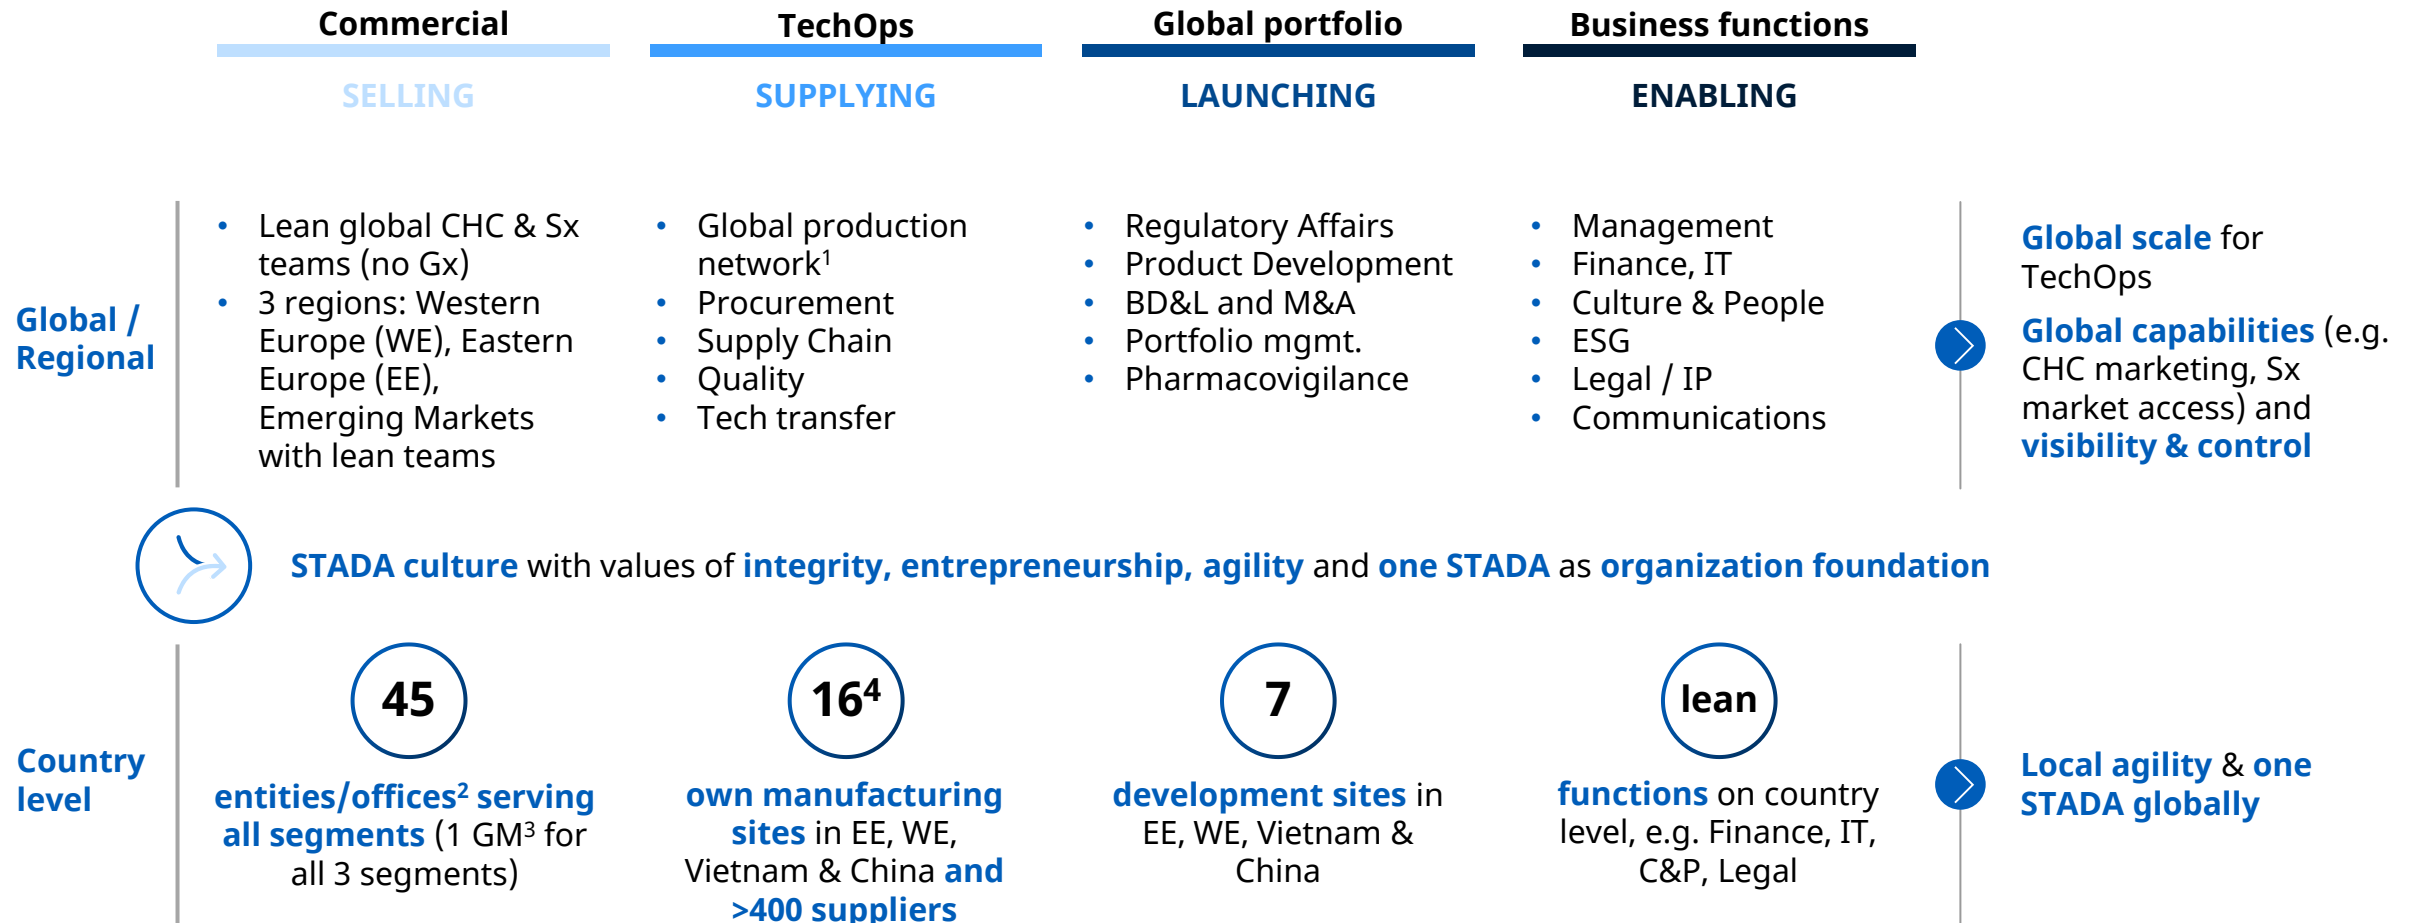 Commercial
SELLING
TechOps
SUPPLYING
Global portfolio
LAUNCHING
Business functions
ENABLING
Global /
Regional
• Lean global CHC & Sx
teams (no Gx)
• 3 regions: Western
Europe (WE), Eastern
Europe (EE),
Emerging Markets
with lean teams
• Global production
network¹
• Procurement
• Supply Chain
• Quality
• Tech transfer
• Regulatory Affairs
• Product Development
• BD&L and M&A
• Portfolio mgmt.
• Pharmacovigilance
• Management
• Finance, IT
• Culture & People
• ESG
• Legal / IP
• Communications
Global scale for
TechOps
Global capabilities (e.g.
CHC marketing, Sx
market access) and
visibility & control
STADA culture with values of integrity, entrepreneurship, agility and one STADA as organization foundation
Country
level
45
entities/offices² serving
all segments (1 GM³ for
all 3 segments)
16⁴
own manufacturing
sites in EE, WE,
Vietnam & China and
>400 suppliers
7
development sites in
EE, WE, Vietnam &
China
lean
functions on country
level, e.g. Finance, IT,
C&P, Legal
Local agility & one
STADA globally